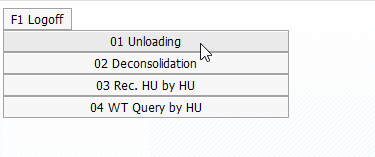 F1 Logoff
01 Unloading
02 Deconsolidation
03 Rec. HU by HU
04 WT Query by HU